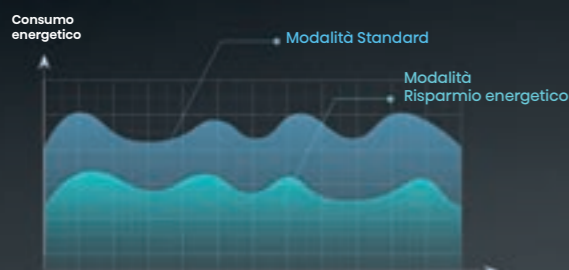 Consumo
energetico
Modalità Standard
Modalità
Risparmio energetico